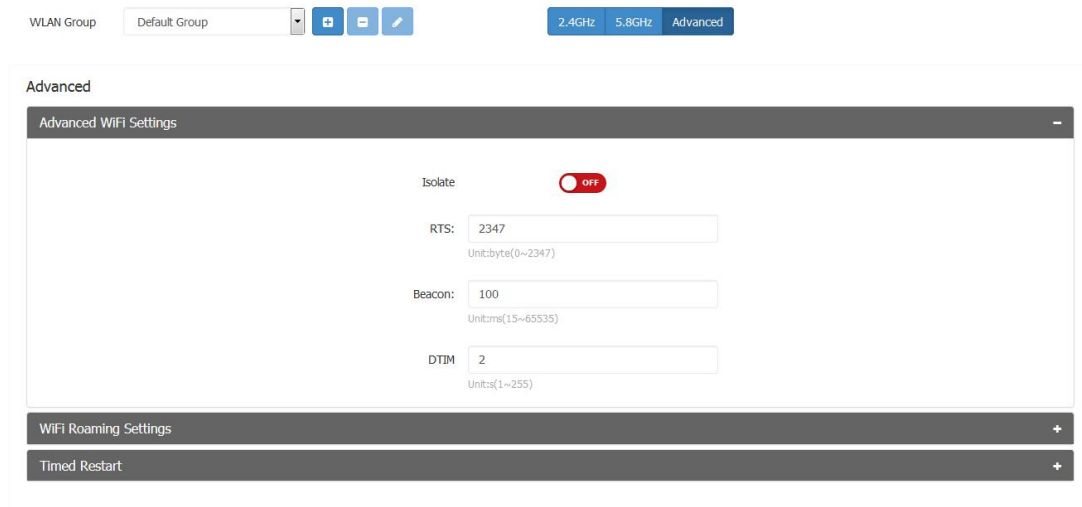 WLAN Group Default Group 2.4GHz 5.8GHz Advanced
Advanced
Advanced WiFi Settings
Isolate OFF
RTS: 2347
Unit:byte(0~2347)
Beacon: 100
Unit:ms(15~65535)
DTIM 2
Unit:s(1~255)
WiFi Roaming Settings
Timed Restart